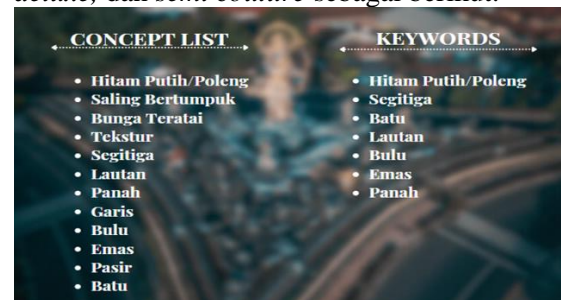 dan semi couture sebagai berikut:
CONCEPT LIST
• Hitam Putih/Poleng
• Saling Bertumpuk
• Bunga Teratai
• Tekstur
• Segitiga
• Lautan
• Panah
• Garis
• Bulu
• Emas
• Pasir
• Batu
KEYWORDS
• Hitam Putih/Poleng
• Segitiga
• Batu
• Lautan
• Bulu
• Emas
• Panah